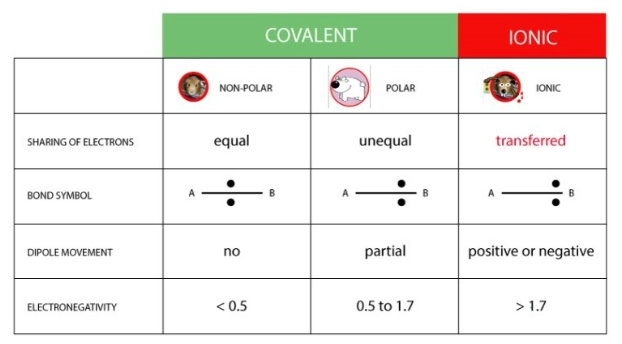 COVALENT IONIC
NON-POLAR POLAR IONIC
SHARING OF ELECTRONS equal unequal transferred
BOND SYMBOL A B A B A B
DIPOLE MOVEMENT no partial positive or negative
ELECTRONEGATIVITY < 0.5 0.5 to 1.7 > 1.7